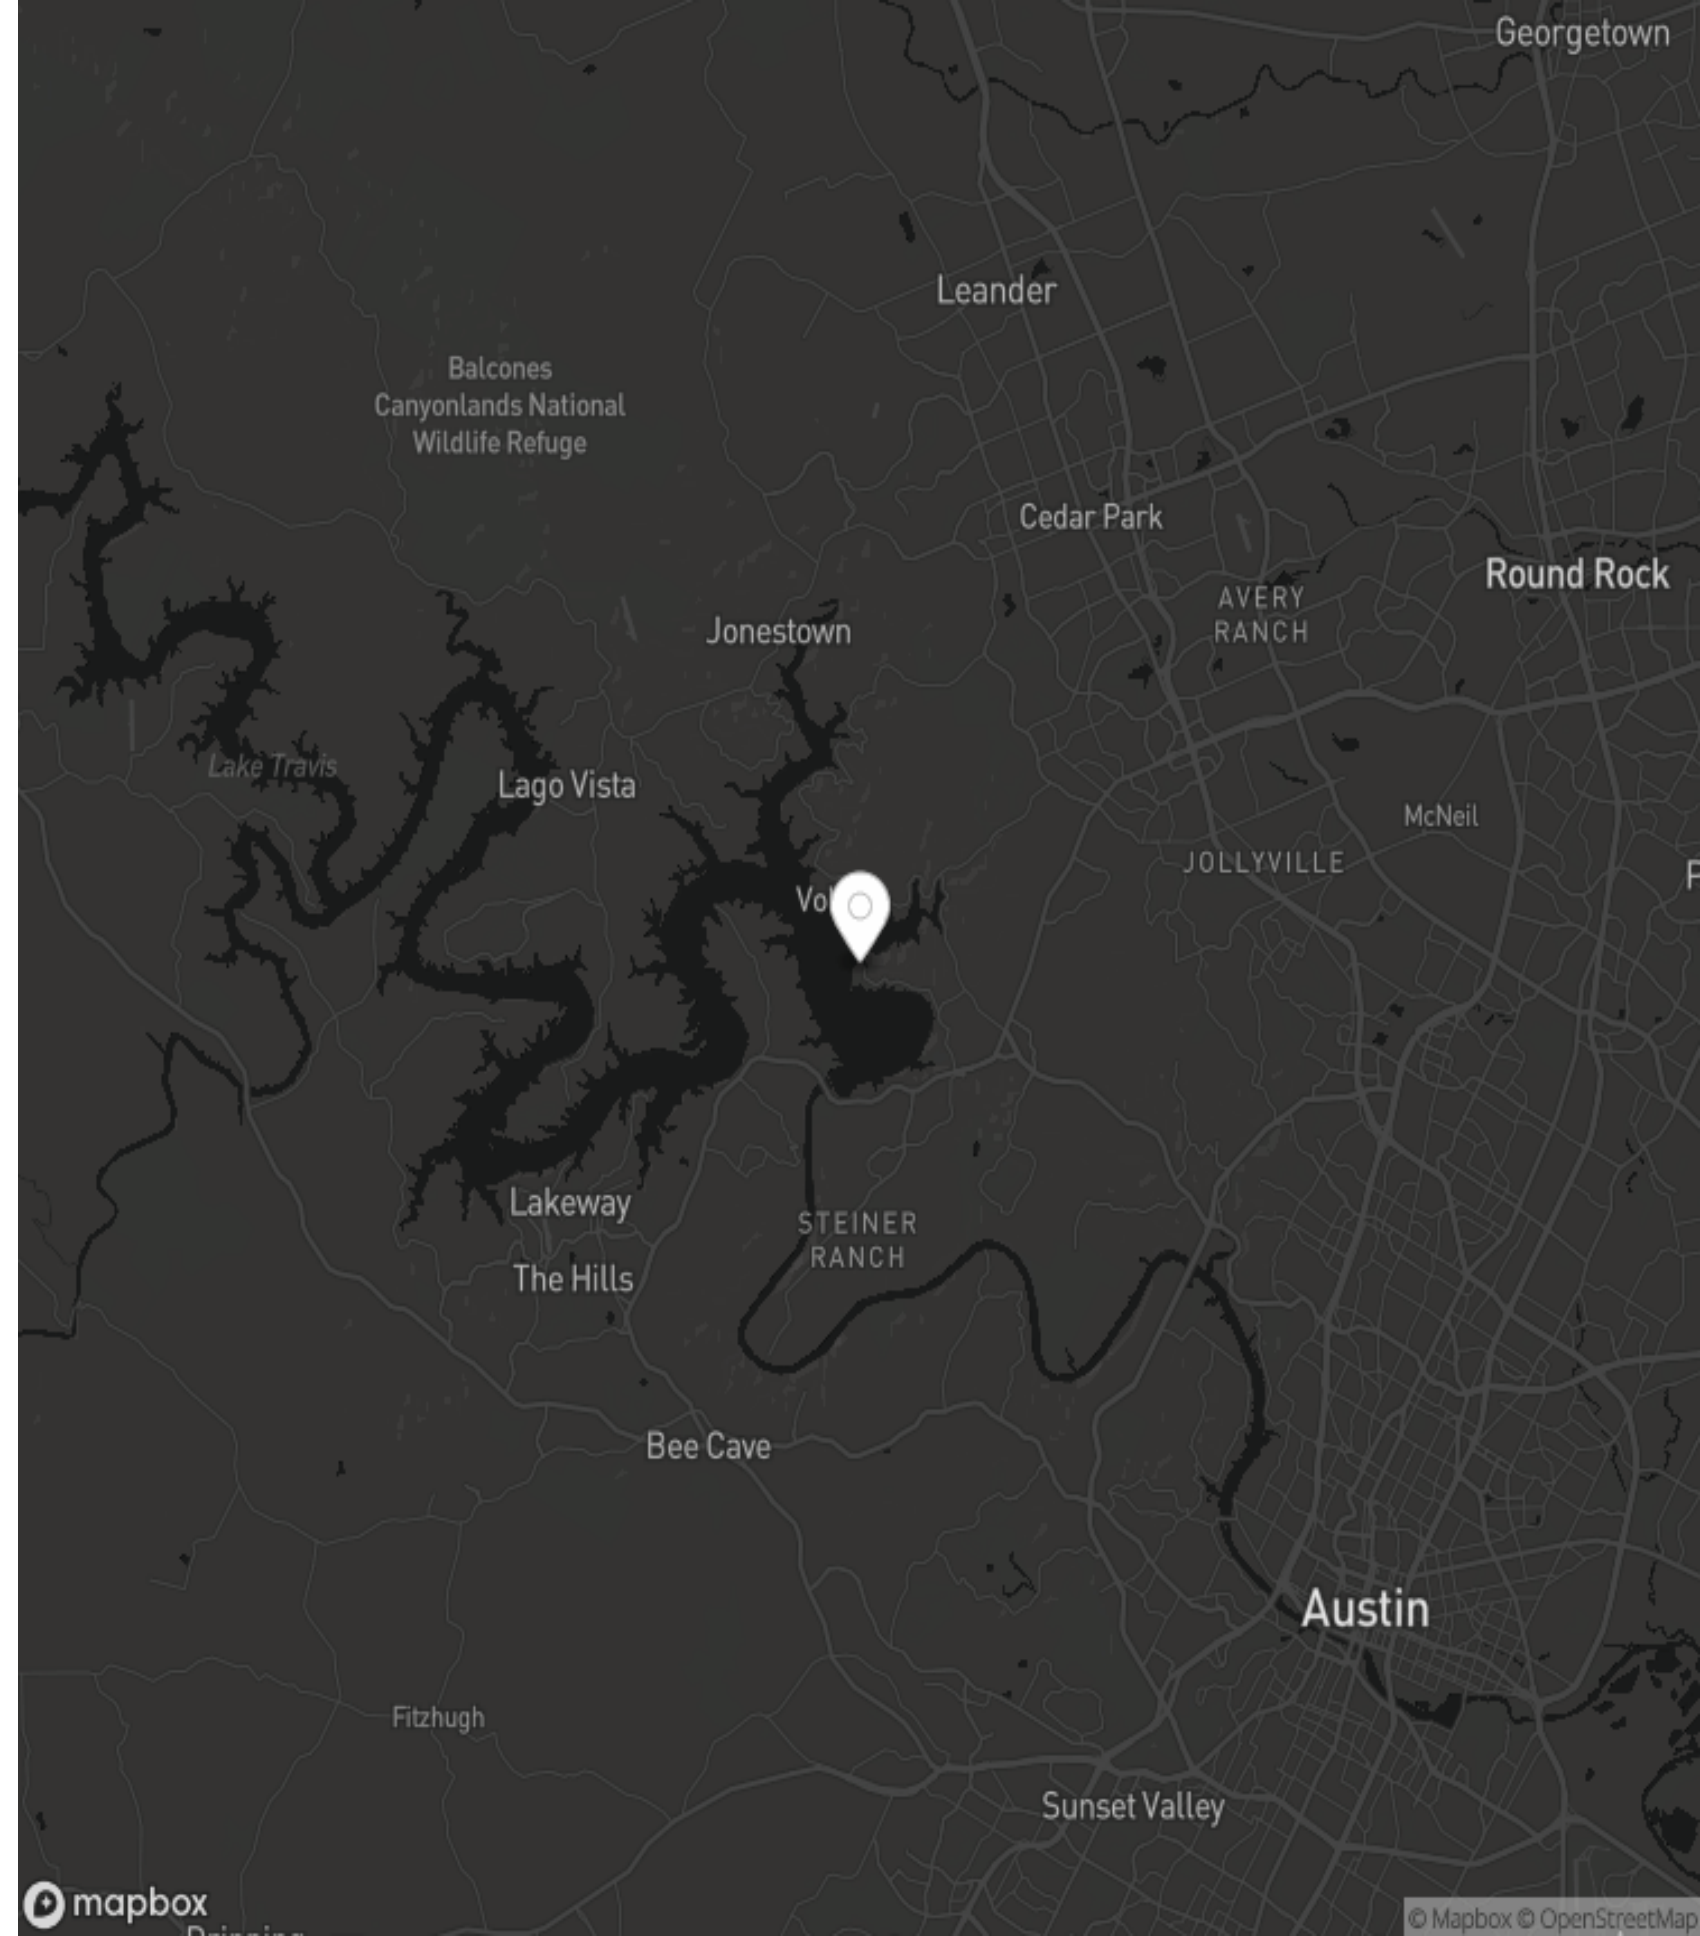 Georgetown
Leander
Balcones
Canyonlands National
Wildlife Refuge
Cedar Park
Round Rock
AVERY
RANCH
Jonestown
Lake Travis
Lago Vista
McNeil
JOLLYVILLE
Lakeway
STEINER
RANCH
The Hills
Bee Cave
Austin
Fitzhugh
Sunset Valley
mapbox
© Mapbox © OpenStreetMap